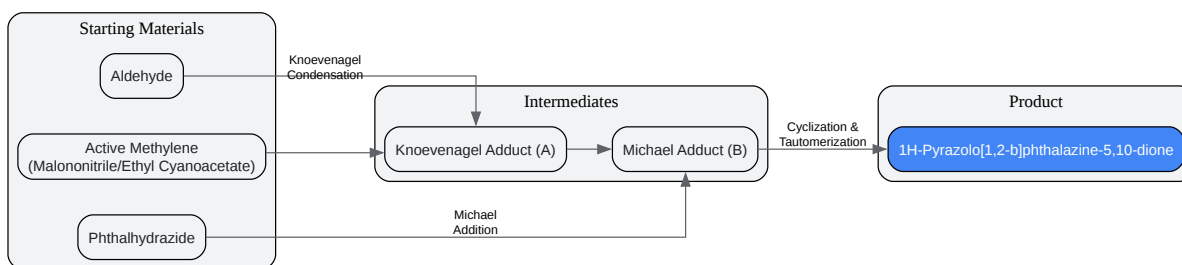 Starting Materials
Aldehyde
Active Methylene
(Malononitrile/Ethyl Cyanoacetate)
Phthalhydrazide
Knoevenagel
Condensation
Michael
Addition
Intermediates
Knoevenagel Adduct (A)
Michael Adduct (B)
Cyclization &
Tautomerization
Product
1H-Pyrazolo[1,2-b]phthalazine-5,10-dione